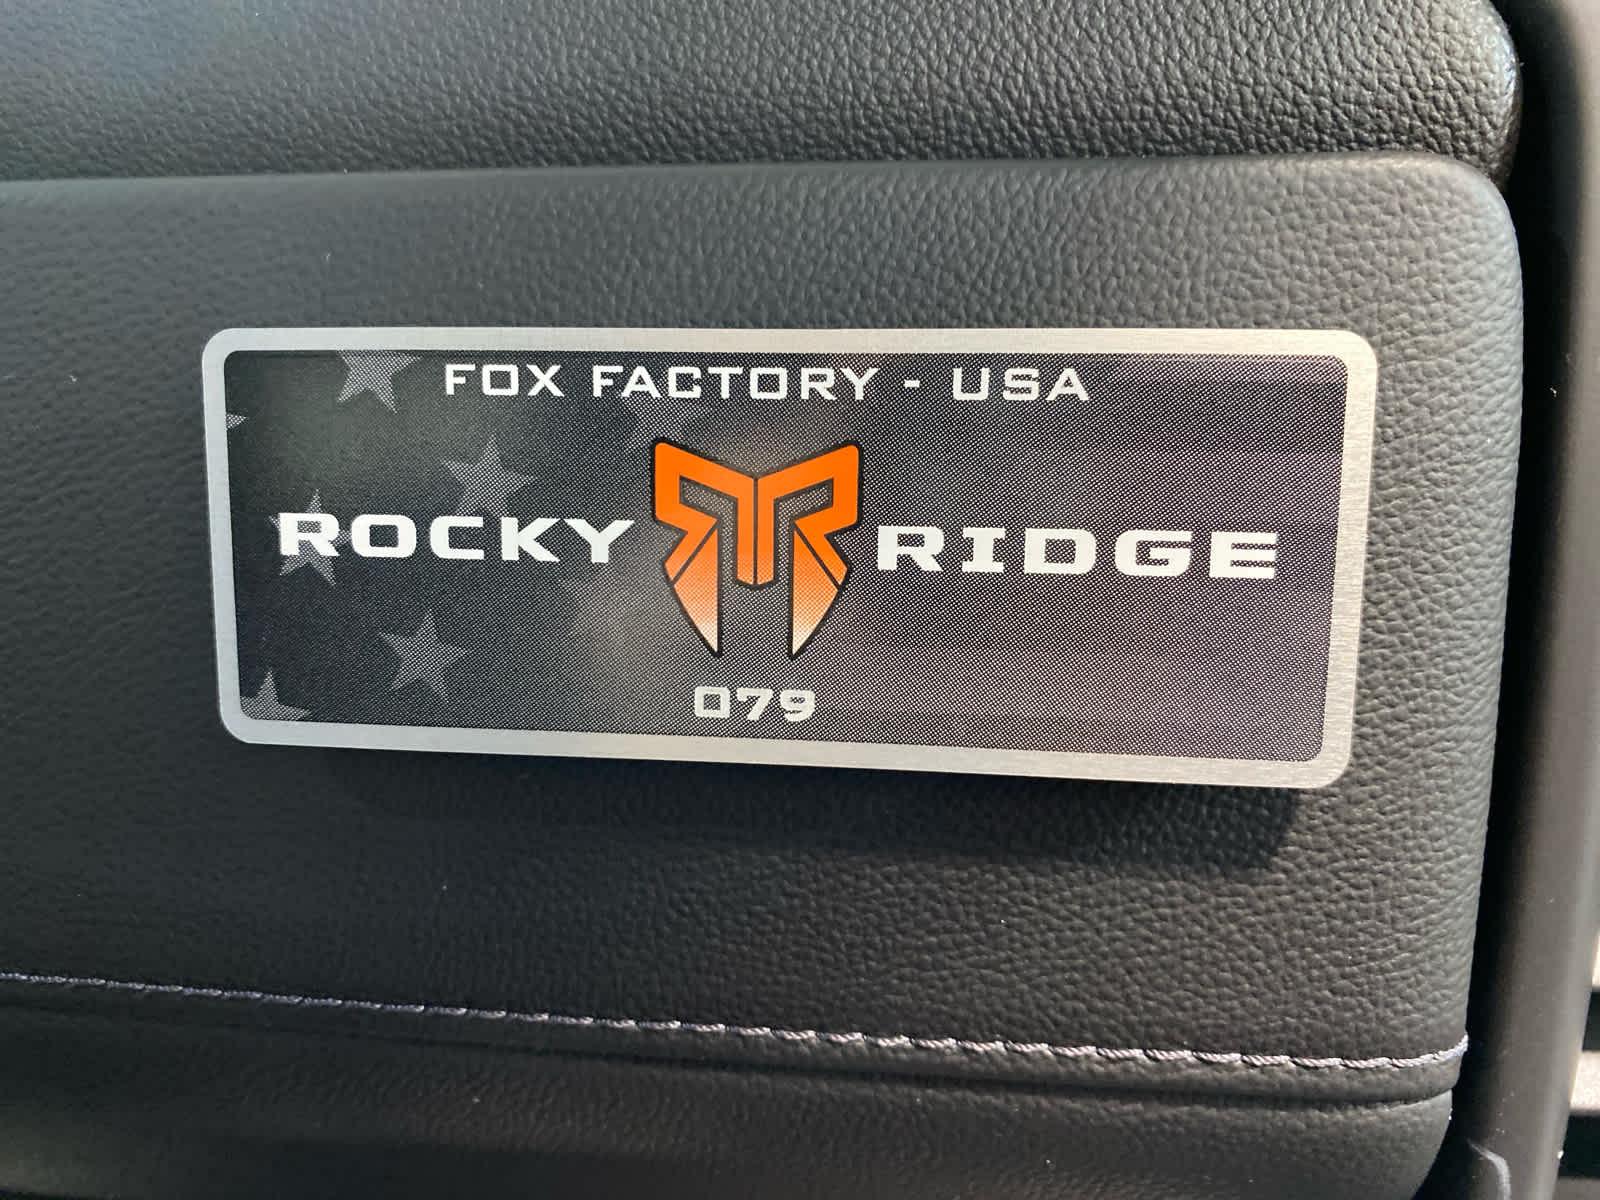 FOX FACTORY - USA
ROCKY RIDGE
079